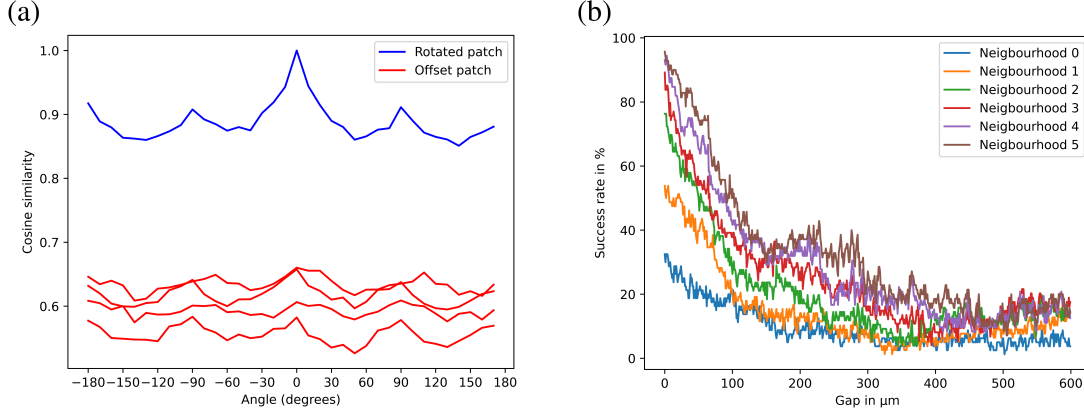 (a)
1.0
0.9
0.8
0.7
0.6
Cosine similarity
Rotated patch
Offset patch
−180 −150 −120 −90 −60 −30 0 30 60 90 120 150 180
Angle (degrees)
(b)
100
80
60
40
20
0
Success rate in %
Neigbourhood 0
Neigbourhood 1
Neigbourhood 2
Neigbourhood 3
Neigbourhood 4
Neigbourhood 5
0 100 200 300 400 500 600
Gap in μm